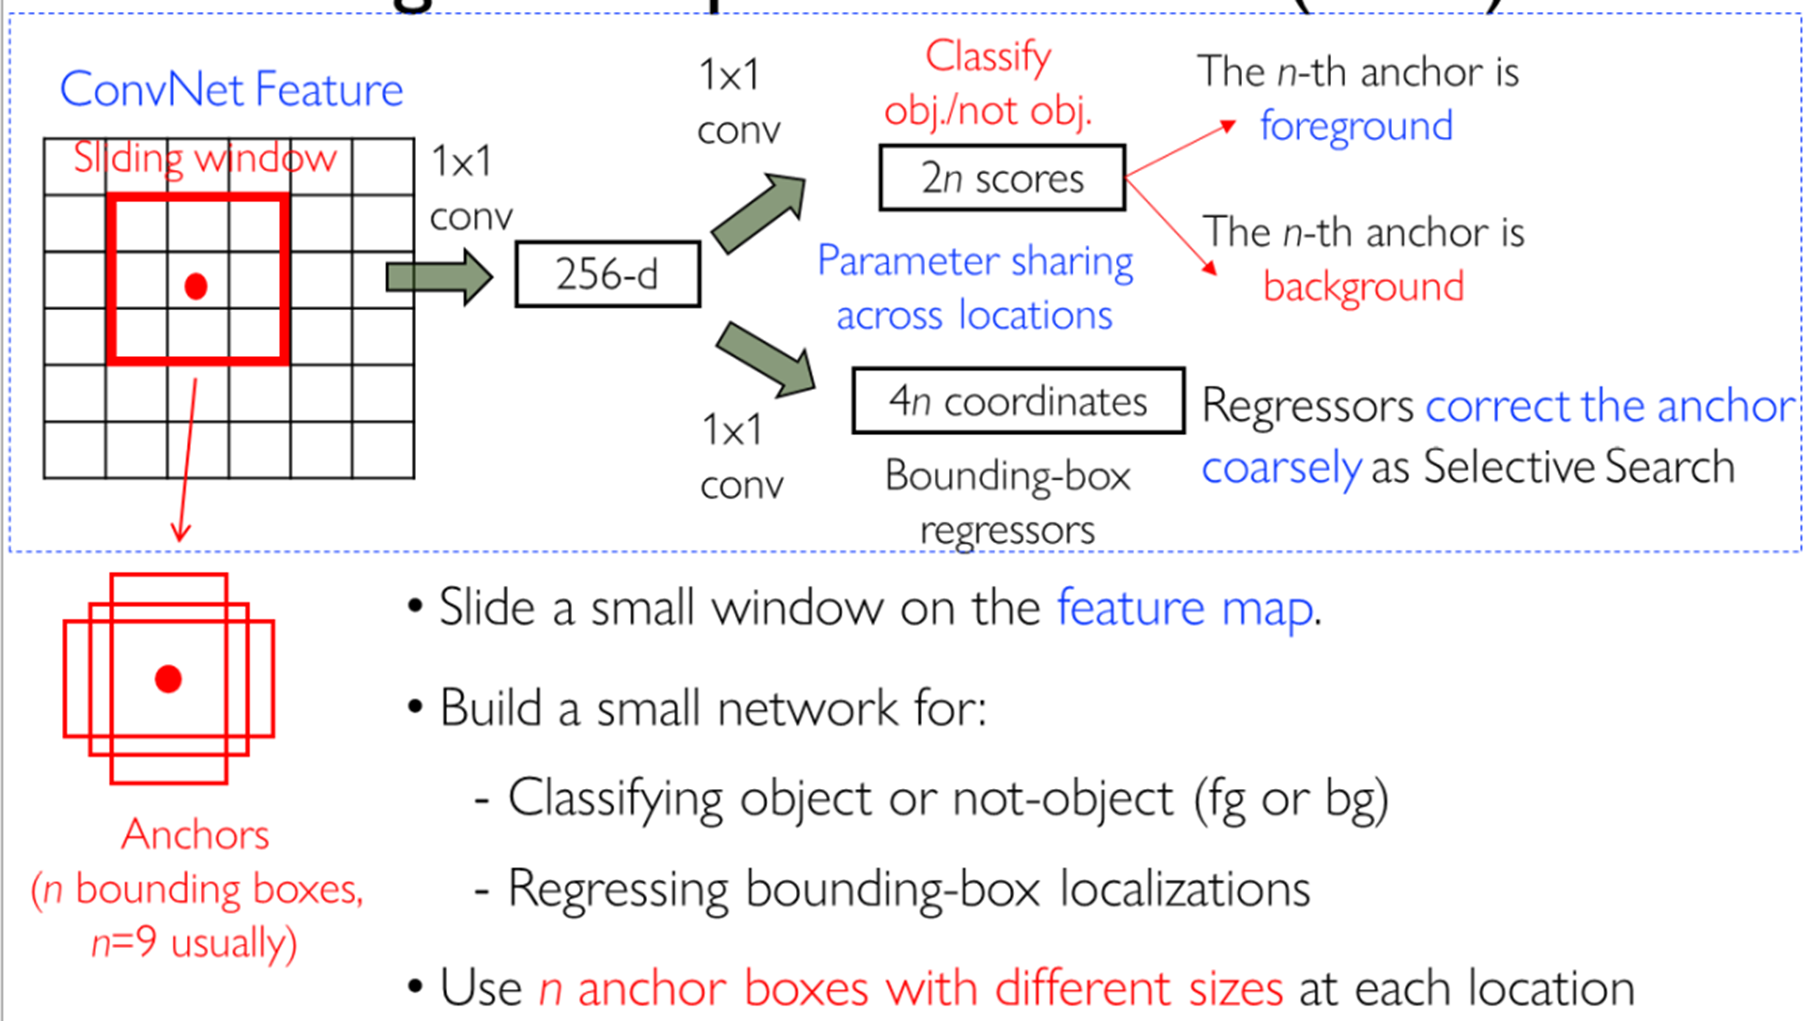 ConvNet Feature
Sliding window
1x1
conv
256-d
1x1
conv
Classify
obj./not obj.
2n scores
The n-th anchor is
foreground
The n-th anchor is
background
Parameter sharing
across locations
1x1
conv
4n coordinates
Bounding-box
regressors
Regressors correct the anchor
coarsely as Selective Search
Anchors
(n bounding boxes,
n=9 usually)
• Slide a small window on the feature map.
• Build a small network for:
- Classifying object or not-object (fg or bg)
- Regressing bounding-box localizations
• Use n anchor boxes with different sizes at each location